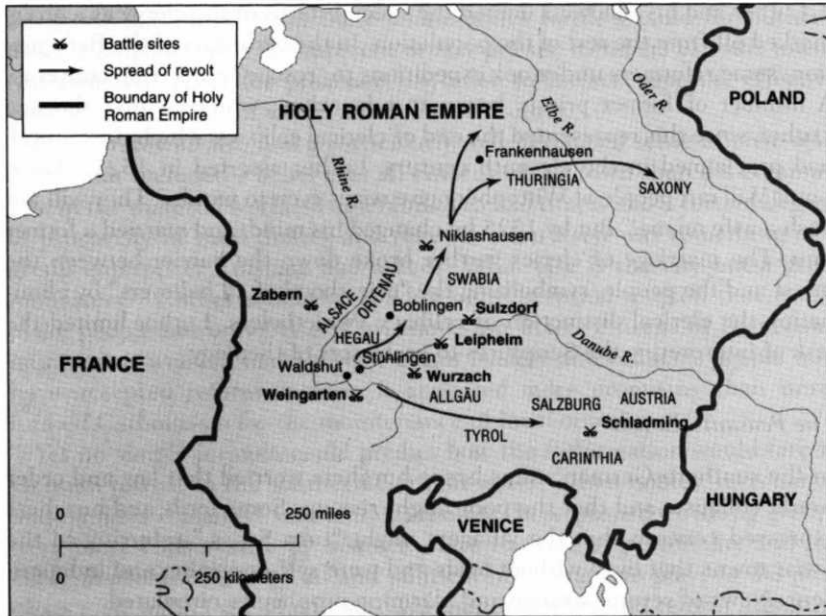 Battle sites
Spread of revolt
Boundary of Holy
Roman Empire
HOLY ROMAN EMPIRE
POLAND
Elbe R.
Oder R.
Rhine R.
Frankenhausen
THURINGIA
SAXONY
Niklashausen
SWABIA
Zabern
ALSACE
ORTENAU
Boblingen
Sulzdorf
HEGAU
Leipheim
Danube R.
FRANCE
Waldshut
Stühlingen
Wurzach
Weingarten
ALLGÄU
SALZBURG
AUSTRIA
Schladming
TYROL
CARINTHIA
HUNGARY
VENICE
0
250 miles
0
250 kilometers